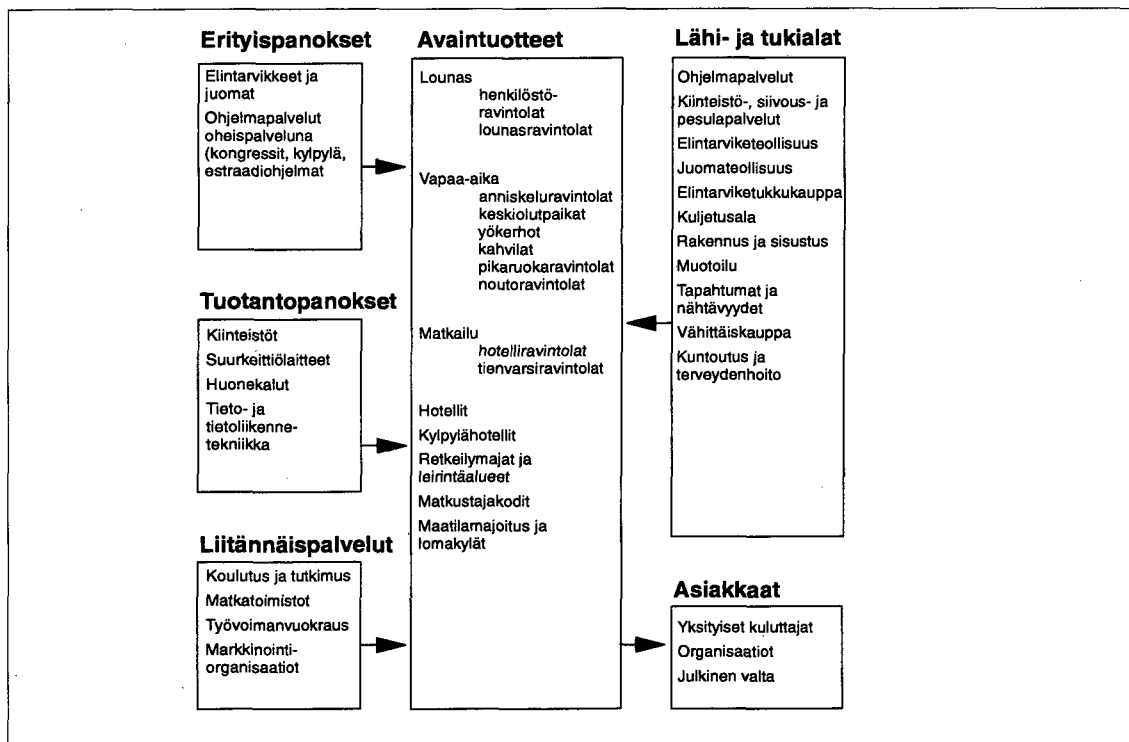 Erityispanokset
Elintarvikkeet ja
juomat
Ohjelmapalvelut
oheispalveluna
(kongressit, kylpylä,
estraadiohjelmat
Tuotantopanokset
Kiinteistöt
Suurkeittiölaitteet
Huonekalut
Tieto- ja
tietoliikenne-
tekniikka
Liitännäispalvelut
Koulutus ja tutkimus
Matkatoimistot
Työvoimanvuokraus
Markkinointi-
organisaatiot
Avaintuotteet
Lounas
henkilöstö-
ravintolat
lounasravintolat
Vapaa-aika
anniskeluravintolat
keskiolutpaikat
yökerhot
kahvilat
pikaruokaravintolat
noutoravintolat
Matkailu
hotelliravintolat
tienvarsiravintolat
Hotellit
Kylpylähotellit
Retkeilymajat ja
leirintäalueet
Matkustajakodit
Maatilamajoitus ja
lomakylät
Lähi- ja tukialat
Ohjelmapalvelut
Kiinteistö-, siivous- ja
pesulapalvelut
Elintarviketeollisuus
Juomateollisuus
Elintarviketukkukauppa
Kuljetusala
Rakennus ja sisustus
Muotoilu
Tapahtumat ja
nähtävyydet
Vähittäiskauppa
Kuntoutus ja
terveydenhoito
Asiakkaat
Yksityiset kuluttajat
Organisaatiot
Julkinen valta